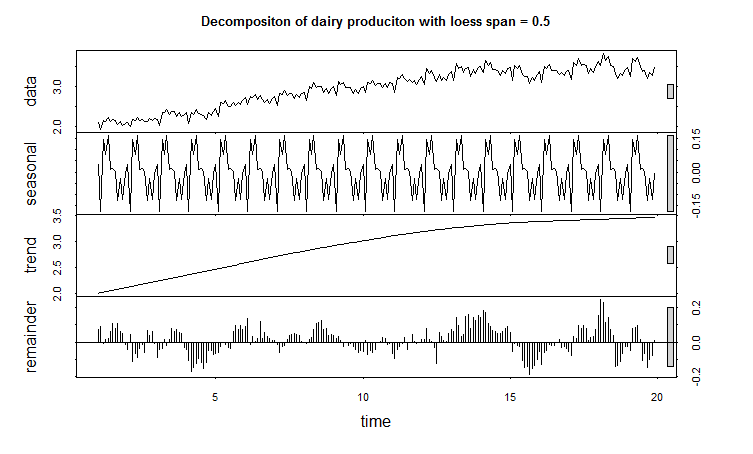 Decompositon of dairy produciton with loess span = 0.5
data
2.0 3.0
seasonal
-0.15 0.00 0.15
trend
2.0 2.5 3.0 3.5
remainder
-0.2 0.0 0.2
5 10 15 20
time